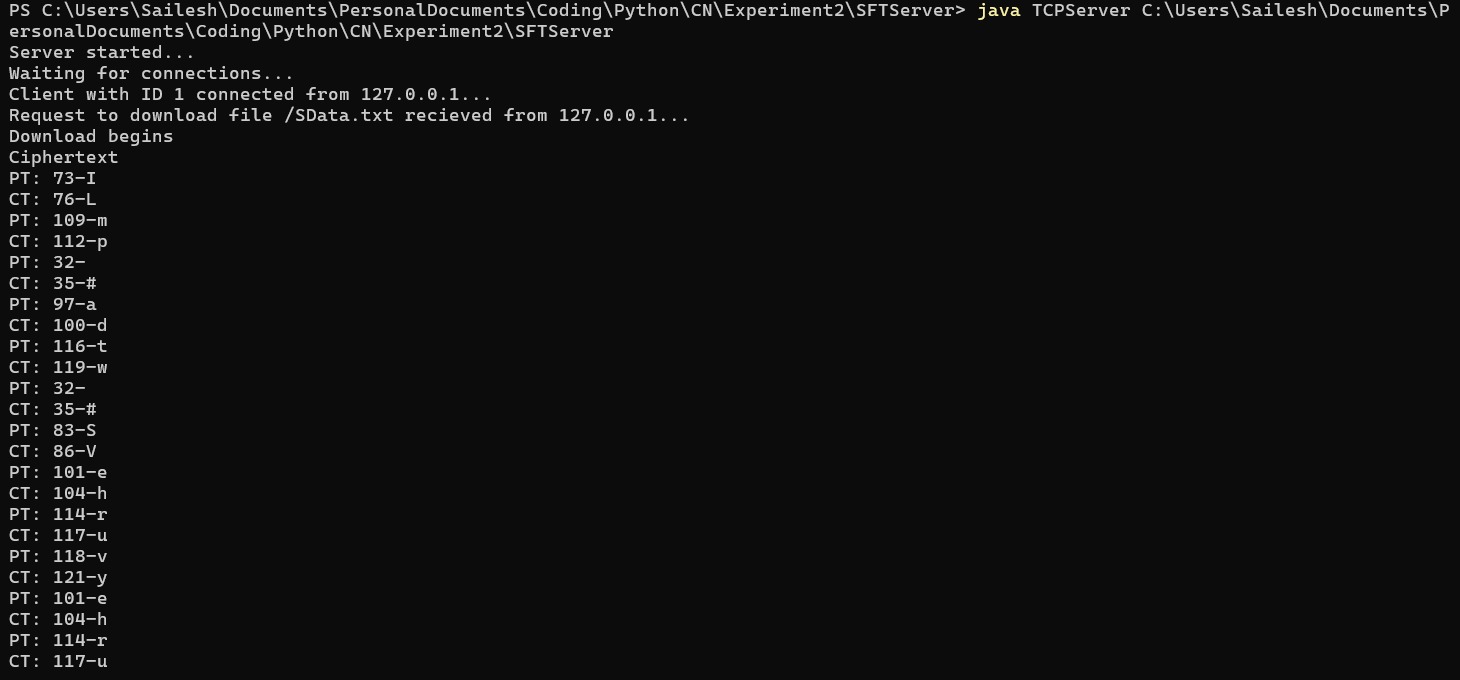 PS C:\Users\Sailesh\Documents\PersonalDocuments\Coding\Python\CN\Experiment2\SFTServer> java TCPServer C:\Users\Sailesh\Documents\P
ersonalDocuments\Coding\Python\CN\Experiment2\SFTServer
Server started...
Waiting for connections...
Client with ID 1 connected from 127.0.0.1...
Request to download file /SData.txt recieved from 127.0.0.1...
Download begins
Ciphertext
PT: 73-I
CT: 76-L
PT: 109-m
CT: 112-p
PT: 32-
CT: 35-#
PT: 97-a
CT: 100-d
PT: 116-t
CT: 119-w
PT: 32-
CT: 35-#
PT: 83-S
CT: 86-V
PT: 101-e
CT: 104-h
PT: 114-r
CT: 117-u
PT: 118-v
CT: 121-y
PT: 101-e
CT: 104-h
PT: 114-r
CT: 117-u